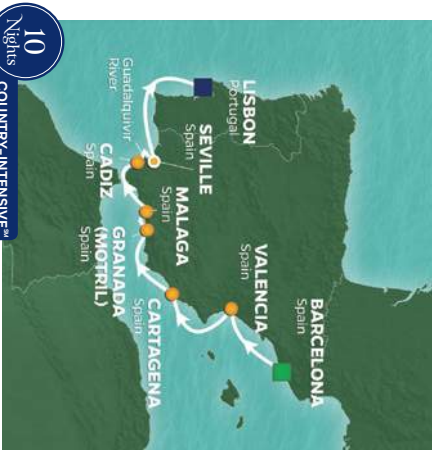 10
Nights
COUNTRY-INTENSIVE℠
LISBON
Portugal
SEVILLE
Spain
Guadalquivir
River
CADIZ
Spain
MALAGA
Spain
GRANADA
(MOTRIL)
Spain
CARTAGENA
Spain
VALENCIA
Spain
BARCELONA
Spain